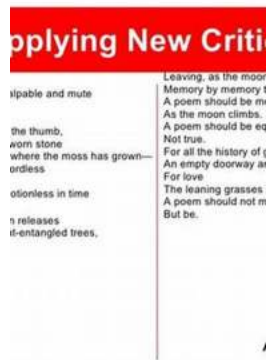 pplying New Criti
alpable and mute
the thumb,
worn stone
where the moss has grown—
ordless
otionless in time
n releases
t-entangled trees,
Leaving, as the moon
Memory by memory t
A poem should be mo
As the moon climbs.
A poem should be eq
Not true.
For all the history of g
An empty doorway an
For love
The leaning grasses
A poem should not m
But be.